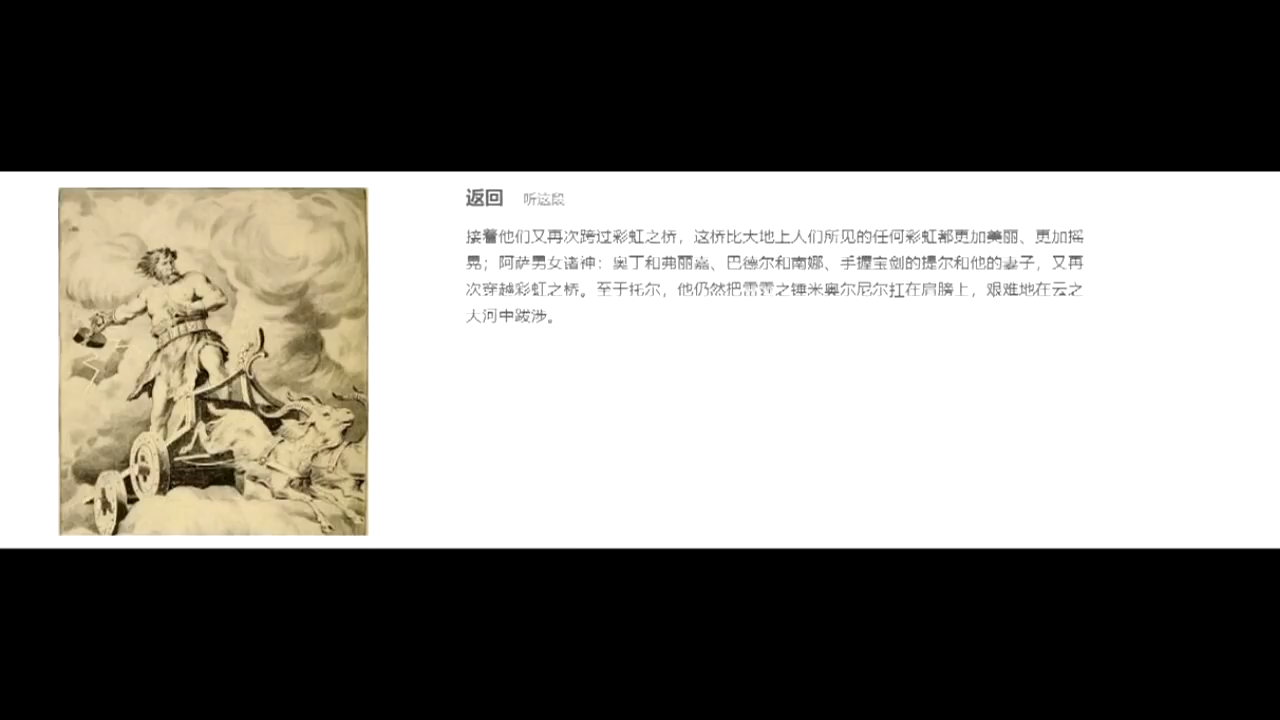 返回 听这段
接着他们又再次跨过彩虹之桥，这桥比大地上人们所见的任何彩虹都更加美丽、更加摇
晃；阿萨男女诸神：奥丁和弗丽嘉、巴德尔和南娜、手握宝剑的提尔和他的妻子，又再
次穿越彩虹之桥。至于托尔，他仍然把雷霆之锤米奥尔尼尔扛在肩膀上，艰难地在云之
大河中跋涉。